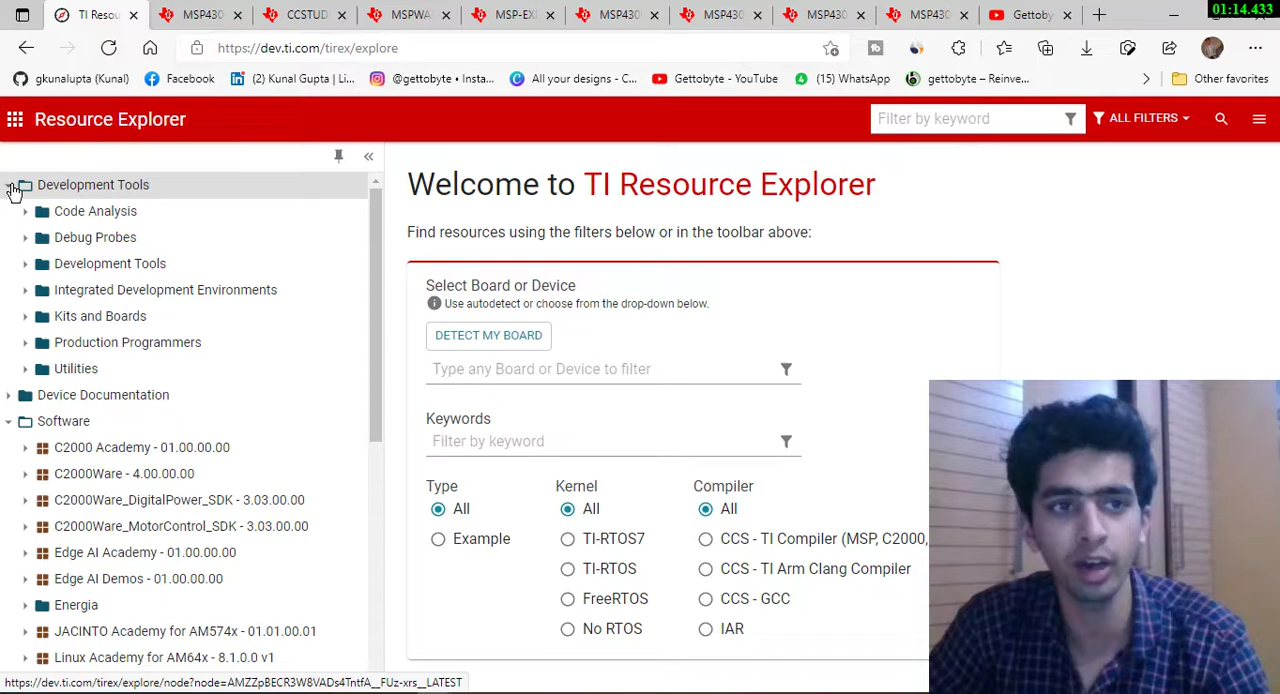 TI Resou
MSP430
CCSTUD
MSPWA
MSP-EX
MSP430
MSP430
MSP430
MSP430
Gettob
01:14.433
https://dev.ti.com/tirex/explore
gkunalupta (Kunal)
Facebook
(2) Kunal Gupta | Li...
@gettobyte • Insta...
All your designs - C...
Gettobyte - YouTube
(15) WhatsApp
gettobyte – Reinve...
Other favorites
Resource Explorer
Filter by keyword
ALL FILTERS
Development Tools
Code Analysis
Debug Probes
Development Tools
Integrated Development Environments
Kits and Boards
Production Programmers
Utilities
Device Documentation
Software
C2000 Academy - 01.00.00.00
C2000Ware - 4.00.00.00
C2000Ware_DigitalPower_SDK - 3.03.00.00
C2000Ware_MotorControl_SDK - 3.03.00.00
Edge AI Academy - 01.00.00.00
Edge AI Demos - 01.00.00.00
Energia
JACINTO Academy for AM574x - 01.01.00.01
Linux Academy for AM64x - 8.1.0.0 v1
Welcome to TI Resource Explorer
Find resources using the filters below or in the toolbar above:
Select Board or Device
Use autodetect or choose from the drop-down below.
DETECT MY BOARD
Type any Board or Device to filter
Keywords
Filter by keyword
Type
All
Example
Kernel
All
TI-RTOS7
TI-RTOS
FreeRTOS
No RTOS
Compiler
All
CCS - TI Compiler (MSP, C2000,
CCS - TI Arm Clang Compiler
CCS - GCC
IAR
https://dev.ti.com/tirex/explore/node?node=AMZZpBECR3W8VADs4TntfA__FUz-xrs__LATEST